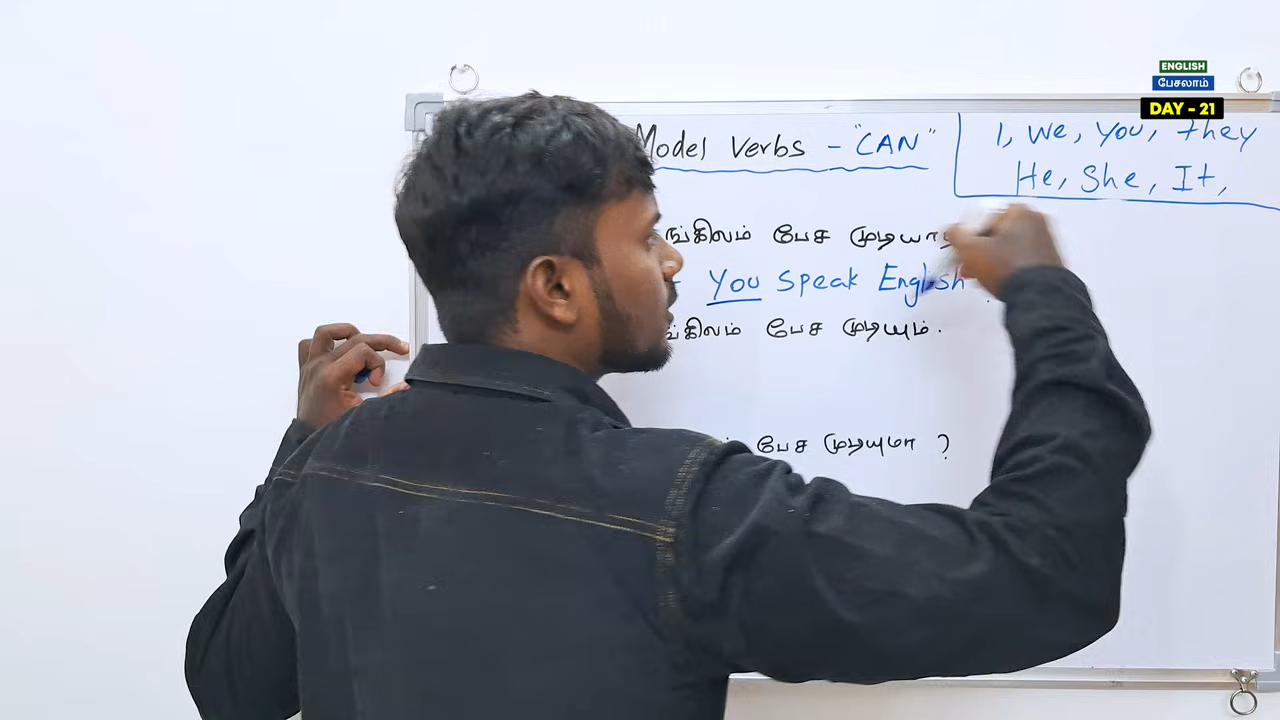 ENGLISH
பேசலாம்
DAY - 21
Model Verbs - "CAN"
I, We, You, They
He, She, It,
பேச
You Speak English
பேச முடியும்.
பேச முடியுமா ?